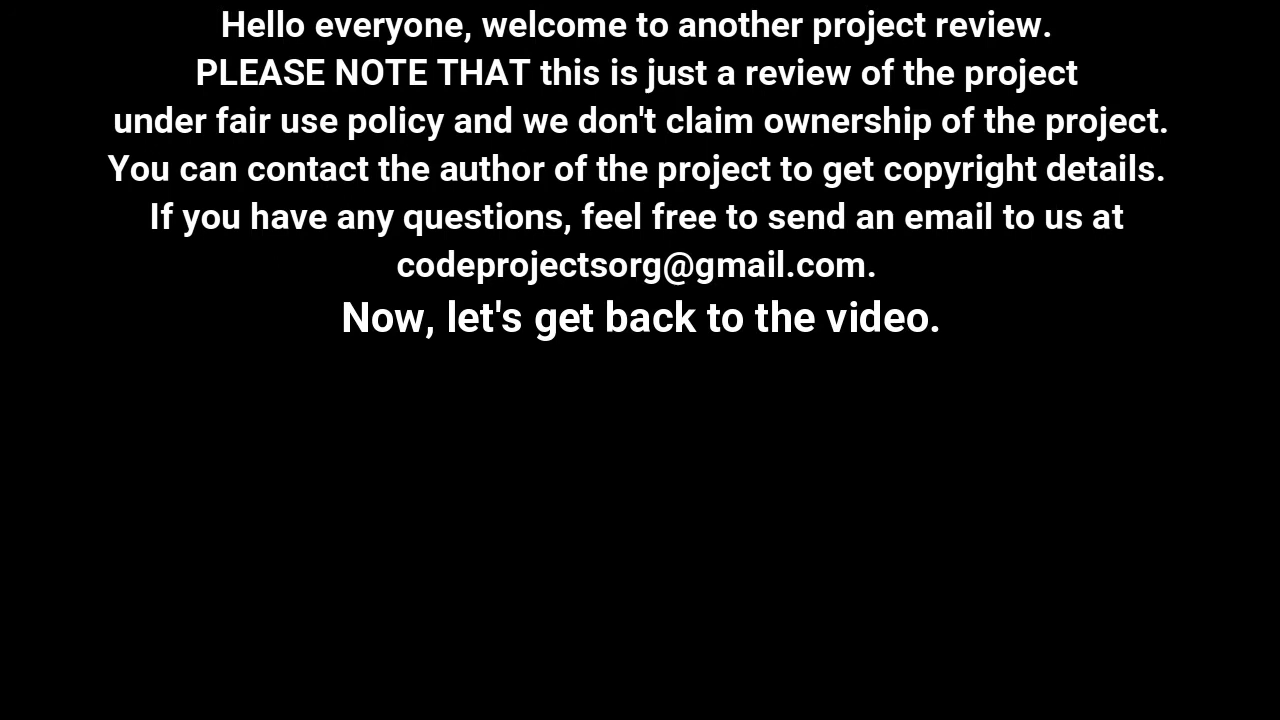 Hello everyone, welcome to another project review.
PLEASE NOTE THAT this is just a review of the project
under fair use policy and we don't claim ownership of the project.
You can contact the author of the project to get copyright details.
If you have any questions, feel free to send an email to us at
codeprojectsorg@gmail.com.
Now, let's get back to the video.